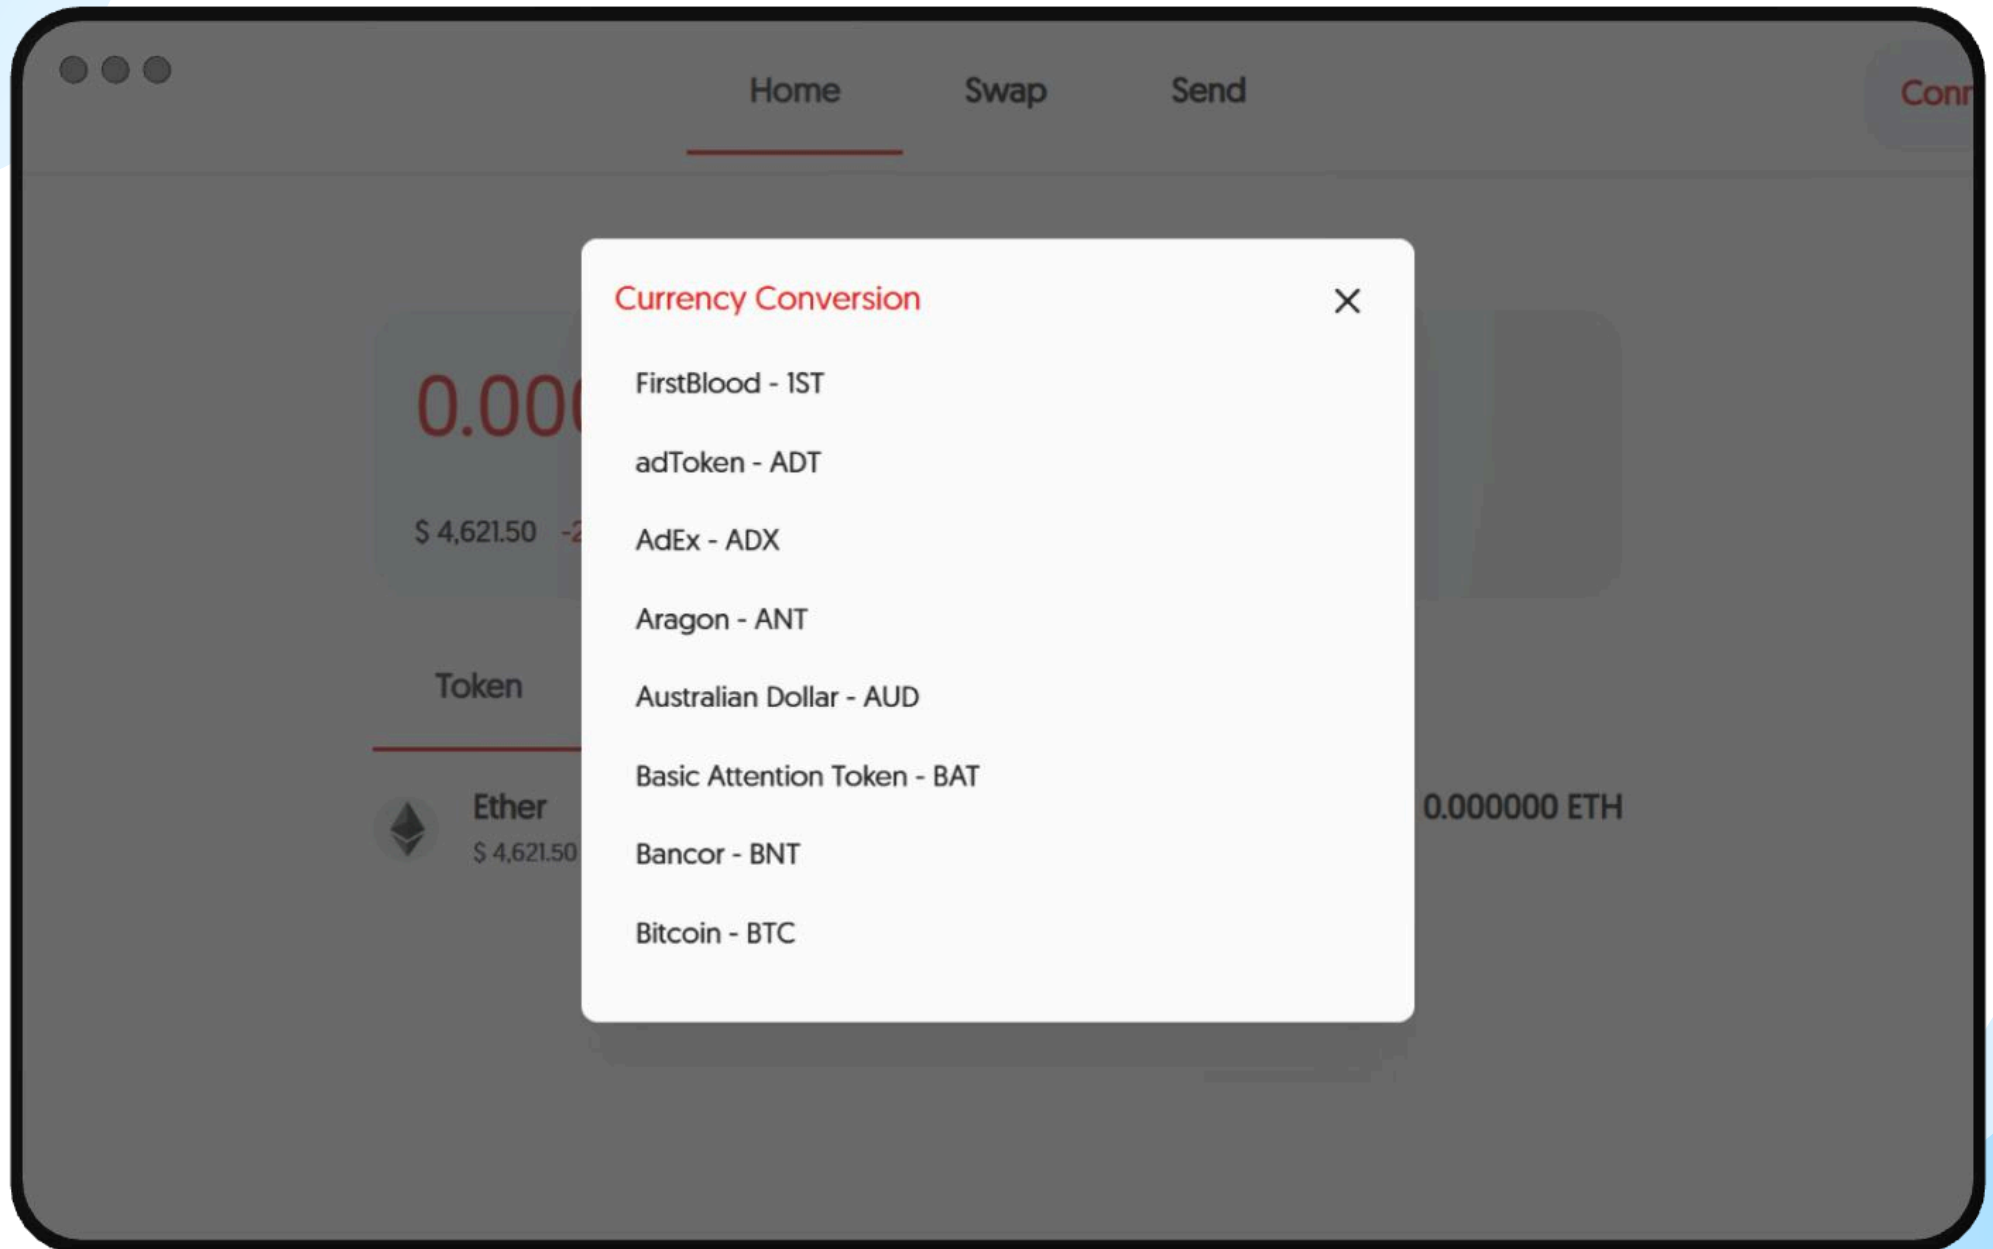 Home Swap Send
Currency Conversion
FirstBlood - 1ST
adToken - ADT
AdEx - ADX
Aragon - ANT
Australian Dollar - AUD
Basic Attention Token - BAT
Bancor - BNT
Bitcoin - BTC
0.00
$ 4,621.50 -2
Token
Ether
$ 4,621.50
0.000000 ETH